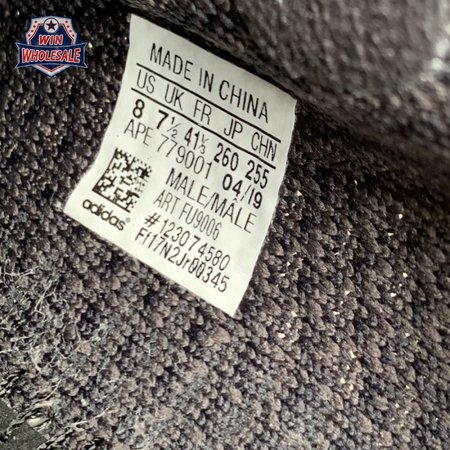 WIN
WHOLESALE
MADE IN CHINA
US UK FR JP CHN
8 7½ 41⅓ 260 255
APE 779001 04/19
MALE/MÂLE
ART FU9006
#123074580
Fr17N2Jr00345
adidas